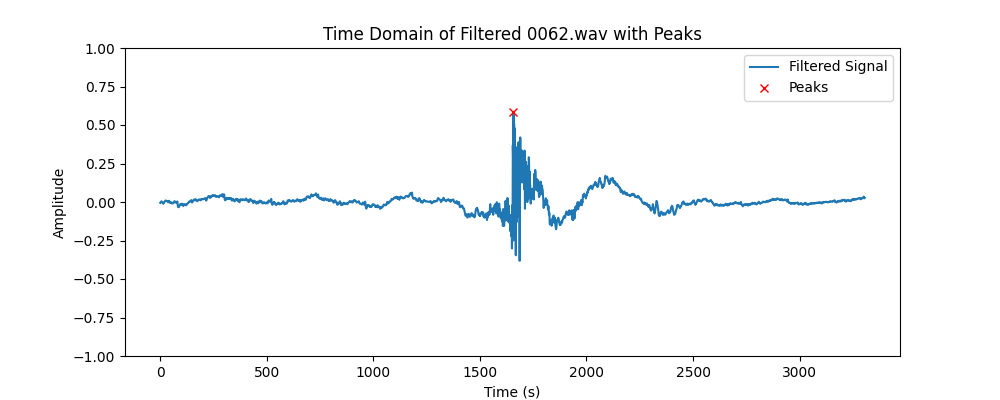 Time Domain of Filtered 0062.wav with Peaks
1.00
0.75
0.50
0.25
0.00
−0.25
−0.50
−0.75
−1.00
Amplitude
Filtered Signal
Peaks
0 500 1000 1500 2000 2500 3000
Time (s)